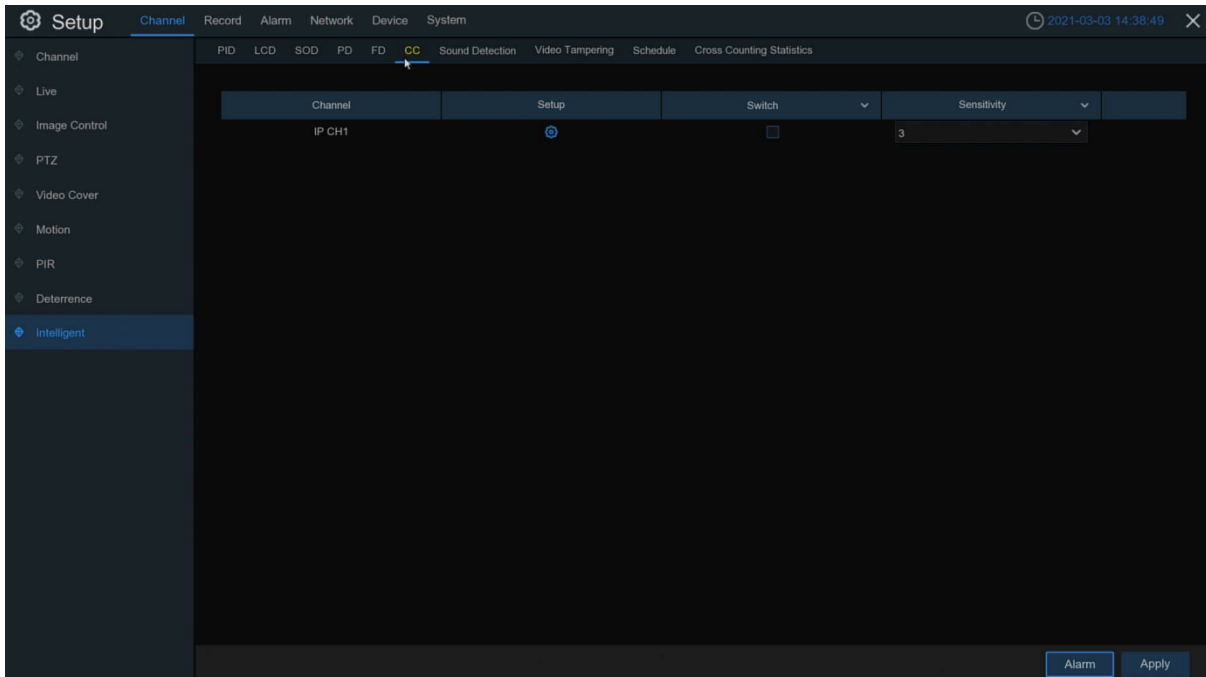 Setup Channel Record Alarm Network Device System 2021-03-03 14:38:49
PID LCD SOD PD FD CC Sound Detection Video Tampering Schedule Cross Counting Statistics
Channel
Live
Image Control
PTZ
Video Cover
Motion
PIR
Deterrence
Intelligent
Channel Setup Switch Sensitivity
IP CH1 3
Alarm Apply